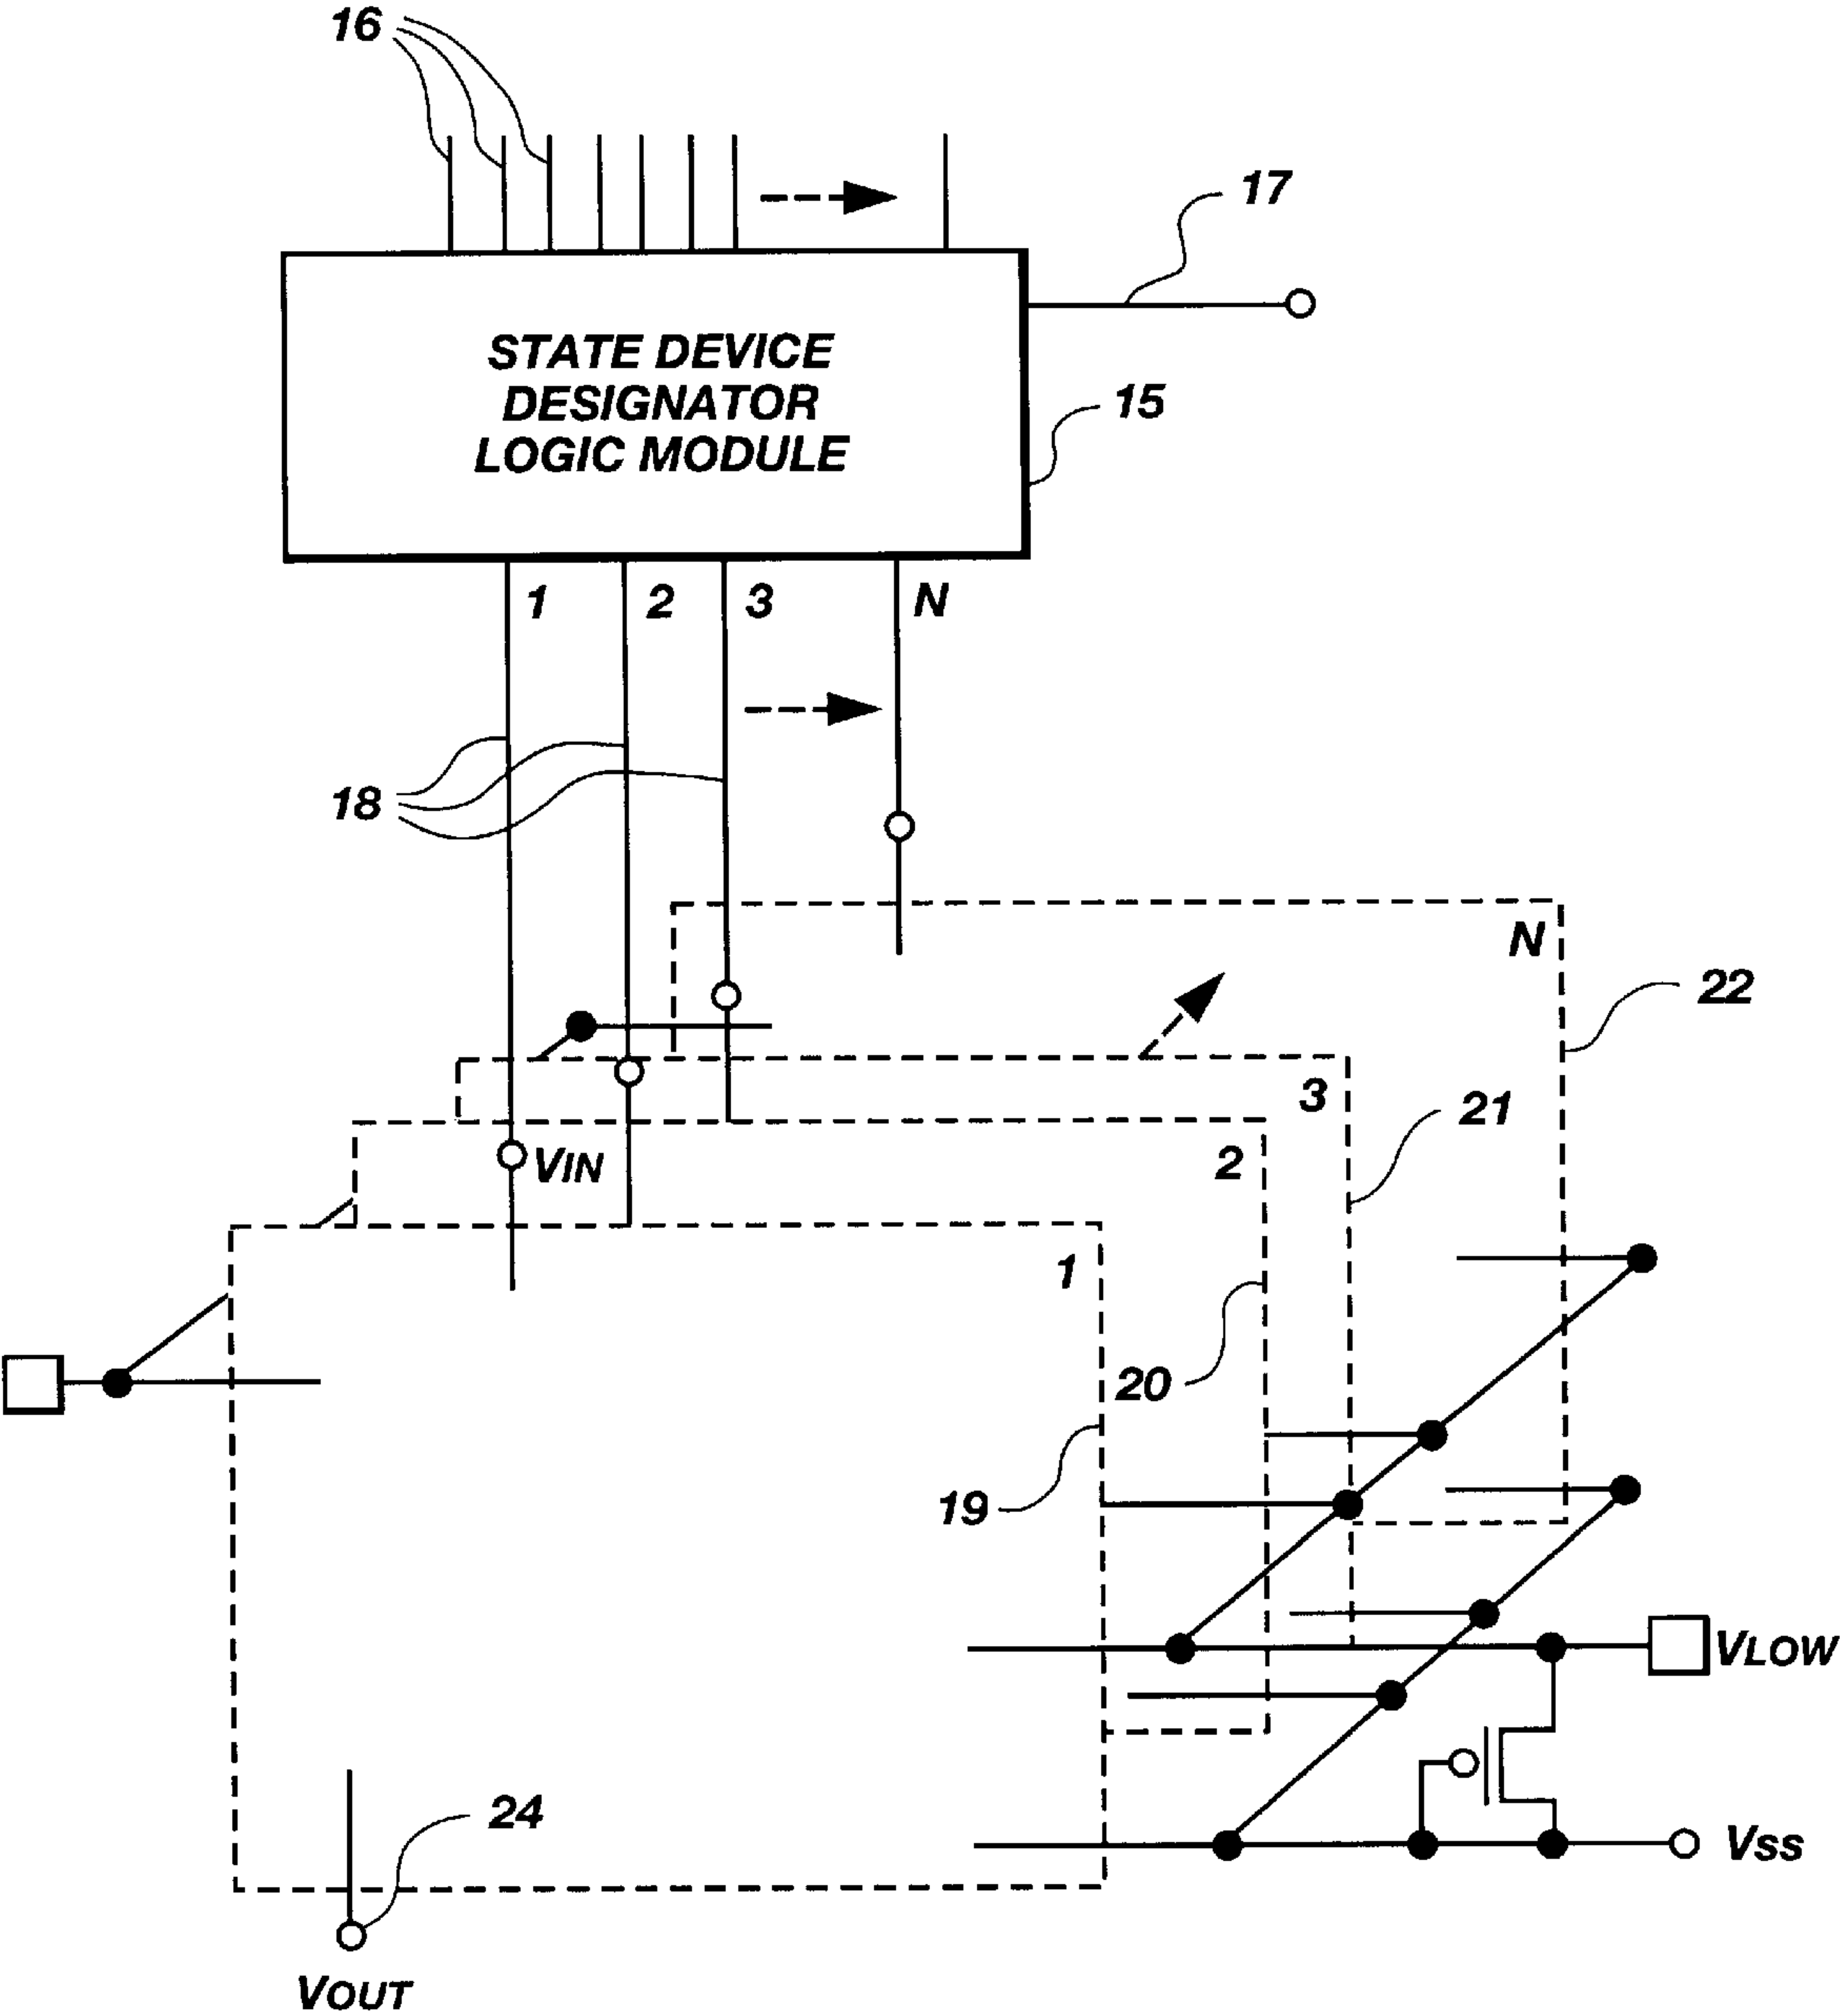 16
17
STATE DEVICE
DESIGNATOR
LOGIC MODULE
15
1 2 3 N
18
N
22
3
21
VIN
2
1
20
19
VLOW
24
VSS
VOUT